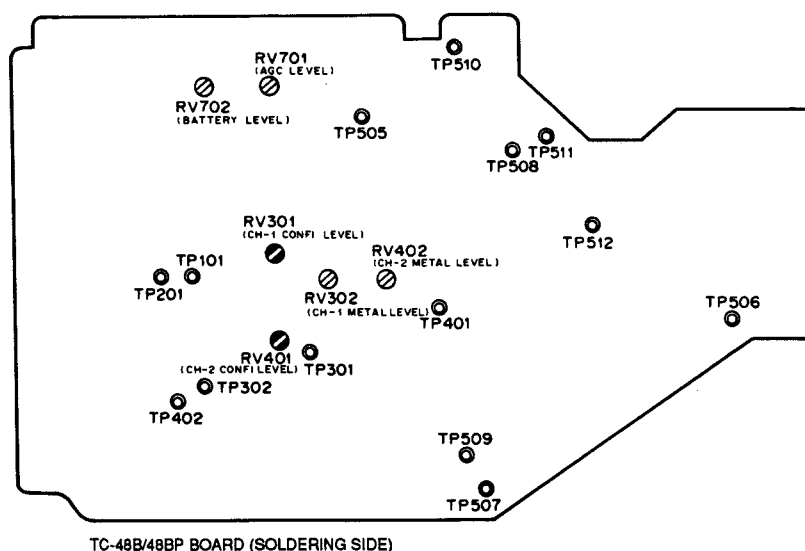 RV701
(AGC LEVEL)
TP510
RV702
(BATTERY LEVEL)
TP505
TP511
TP508
RV301
(CH-1 CONFI LEVEL)
TP512
RV402
(CH-2 METAL LEVEL)
TP101
TP201
RV302
(CH-1 METAL LEVEL)
TP401
TP506
RV401
(CH-2 CONFI LEVEL)
TP301
TP302
TP402
TP509
TP507
TC-48B/48BP BOARD (SOLDERING SIDE)